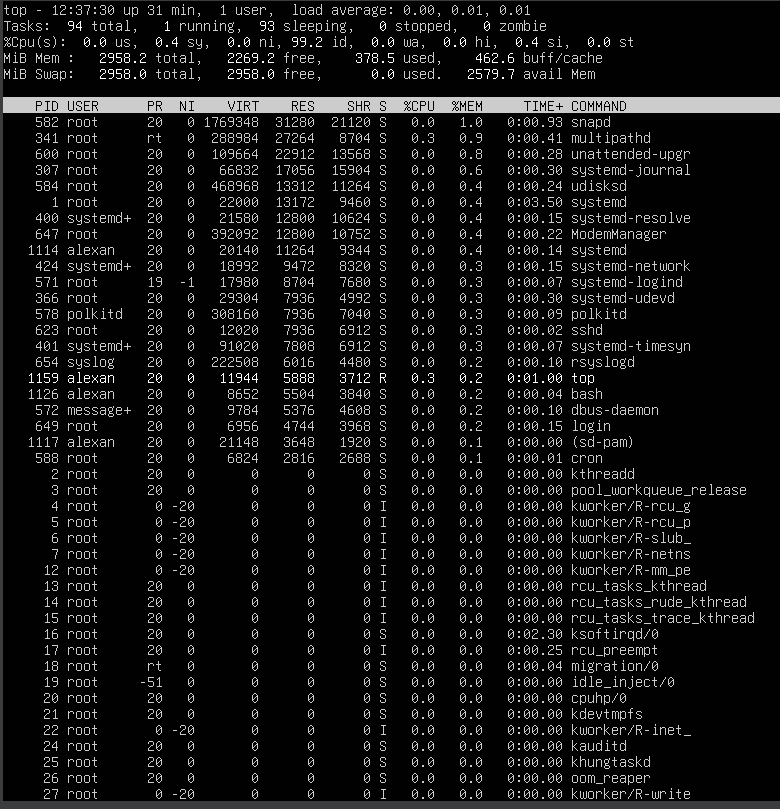 top - 12:37:30 up 31 min,  1 user,  load average: 0.00, 0.01, 0.01
Tasks:  94 total,   1 running,  93 sleeping,   0 stopped,   0 zombie
%Cpu(s):  0.0 us,  0.4 sy,  0.0 ni, 99.2 id,  0.0 wa,  0.0 hi,  0.4 si,  0.0 st
MiB Mem :   2958.2 total,   2269.2 free,    378.5 used,    462.6 buff/cache
MiB Swap:   2958.0 total,   2958.0 free,      0.0 used.   2579.7 avail Mem
PID USER      PR  NI    VIRT    RES    SHR S  %CPU  %MEM     TIME+ COMMAND
582 root      20   0 1769348  31280  21120 S   0.0   1.0   0:00.93 snapd
341 root      rt   0  288984  27264   8704 S   0.3   0.9   0:00.41 multipathd
600 root      20   0  109664  22912  13568 S   0.0   0.8   0:00.28 unattended-upgr
307 root      20   0   66832  17056  15904 S   0.0   0.6   0:00.30 systemd-journal
584 root      20   0  468968  13312  11264 S   0.0   0.4   0:00.24 udisksd
1 root      20   0   22000  13172   9460 S   0.0   0.4   0:03.50 systemd
400 systemd+  20   0   21580  12800  10624 S   0.0   0.4   0:00.15 systemd-resolve
647 root      20   0  392092  12800  10752 S   0.0   0.4   0:00.22 ModemManager
1114 alexan    20   0   20140  11264   9344 S   0.0   0.4   0:00.14 systemd
424 systemd+  20   0   18992   9472   8320 S   0.0   0.3   0:00.15 systemd-network
571 root      19  -1   17980   8704   7680 S   0.0   0.3   0:00.07 systemd-logind
366 root      20   0   29304   7936   4992 S   0.0   0.3   0:00.30 systemd-udevd
578 polkitd   20   0  308160   7936   7040 S   0.0   0.3   0:00.09 polkitd
623 root      20   0   12020   7936   6912 S   0.0   0.3   0:00.02 sshd
401 systemd+  20   0   91020   7808   6912 S   0.0   0.3   0:00.07 systemd-timesyn
654 syslog    20   0  222508   6016   4480 S   0.0   0.2   0:00.10 rsyslogd
1159 alexan    20   0   11944   5888   3712 R   0.3   0.2   0:01.00 top
1126 alexan    20   0    8652   5504   3840 S   0.0   0.2   0:00.04 bash
572 message+  20   0    9784   5376   4608 S   0.0   0.2   0:00.10 dbus-daemon
649 root      20   0    6956   4744   3968 S   0.0   0.2   0:00.15 login
1117 alexan    20   0   21148   3648   1920 S   0.0   0.1   0:00.00 (sd-pam)
588 root      20   0    6824   2816   2688 S   0.0   0.1   0:00.01 cron
2 root      20   0       0      0      0 S   0.0   0.0   0:00.00 kthreadd
3 root      20   0       0      0      0 S   0.0   0.0   0:00.00 pool_workqueue_release
4 root       0 -20       0      0      0 I   0.0   0.0   0:00.00 kworker/R-rcu_g
5 root       0 -20       0      0      0 I   0.0   0.0   0:00.00 kworker/R-rcu_p
6 root       0 -20       0      0      0 I   0.0   0.0   0:00.00 kworker/R-slub_
7 root       0 -20       0      0      0 I   0.0   0.0   0:00.00 kworker/R-netns
12 root       0 -20       0      0      0 I   0.0   0.0   0:00.00 kworker/R-mm_pe
13 root      20   0       0      0      0 I   0.0   0.0   0:00.00 rcu_tasks_kthread
14 root      20   0       0      0      0 I   0.0   0.0   0:00.00 rcu_tasks_rude_kthread
15 root      20   0       0      0      0 I   0.0   0.0   0:00.00 rcu_tasks_trace_kthread
16 root      20   0       0      0      0 S   0.0   0.0   0:02.30 ksoftirqd/0
17 root      20   0       0      0      0 I   0.0   0.0   0:00.25 rcu_preempt
18 root      rt   0       0      0      0 S   0.0   0.0   0:00.04 migration/0
19 root     -51   0       0      0      0 S   0.0   0.0   0:00.00 idle_inject/0
20 root      20   0       0      0      0 S   0.0   0.0   0:00.00 cpuhp/0
21 root      20   0       0      0      0 S   0.0   0.0   0:00.00 kdevtmpfs
22 root       0 -20       0      0      0 I   0.0   0.0   0:00.00 kworker/R-inet_
24 root      20   0       0      0      0 S   0.0   0.0   0:00.00 kauditd
25 root      20   0       0      0      0 S   0.0   0.0   0:00.00 khungtaskd
26 root      20   0       0      0      0 S   0.0   0.0   0:00.00 oom_reaper
27 root       0 -20       0      0      0 I   0.0   0.0   0:00.00 kworker/R-write